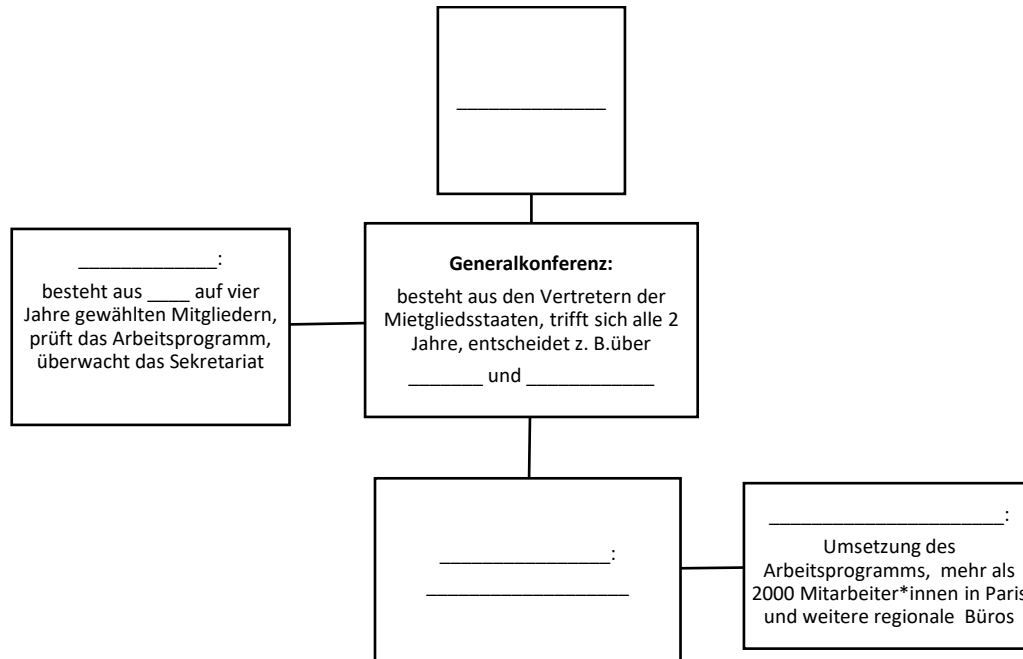 ______________
_____________:
besteht aus ____ auf vier
Jahre gewählten Mitgliedern,
prüft das Arbeitsprogramm,
überwacht das Sekretariat
Generalkonferenz:
besteht aus den Vertretern der
Mietgliedsstaaten, trifft sich alle 2
Jahre, entscheidet z. B.über
_______ und ____________
________________:
___________________
______________________:
Umsetzung des
Arbeitsprogramms, mehr als
2000 Mitarbeiter*innen in Paris
und weitere regionale Büros